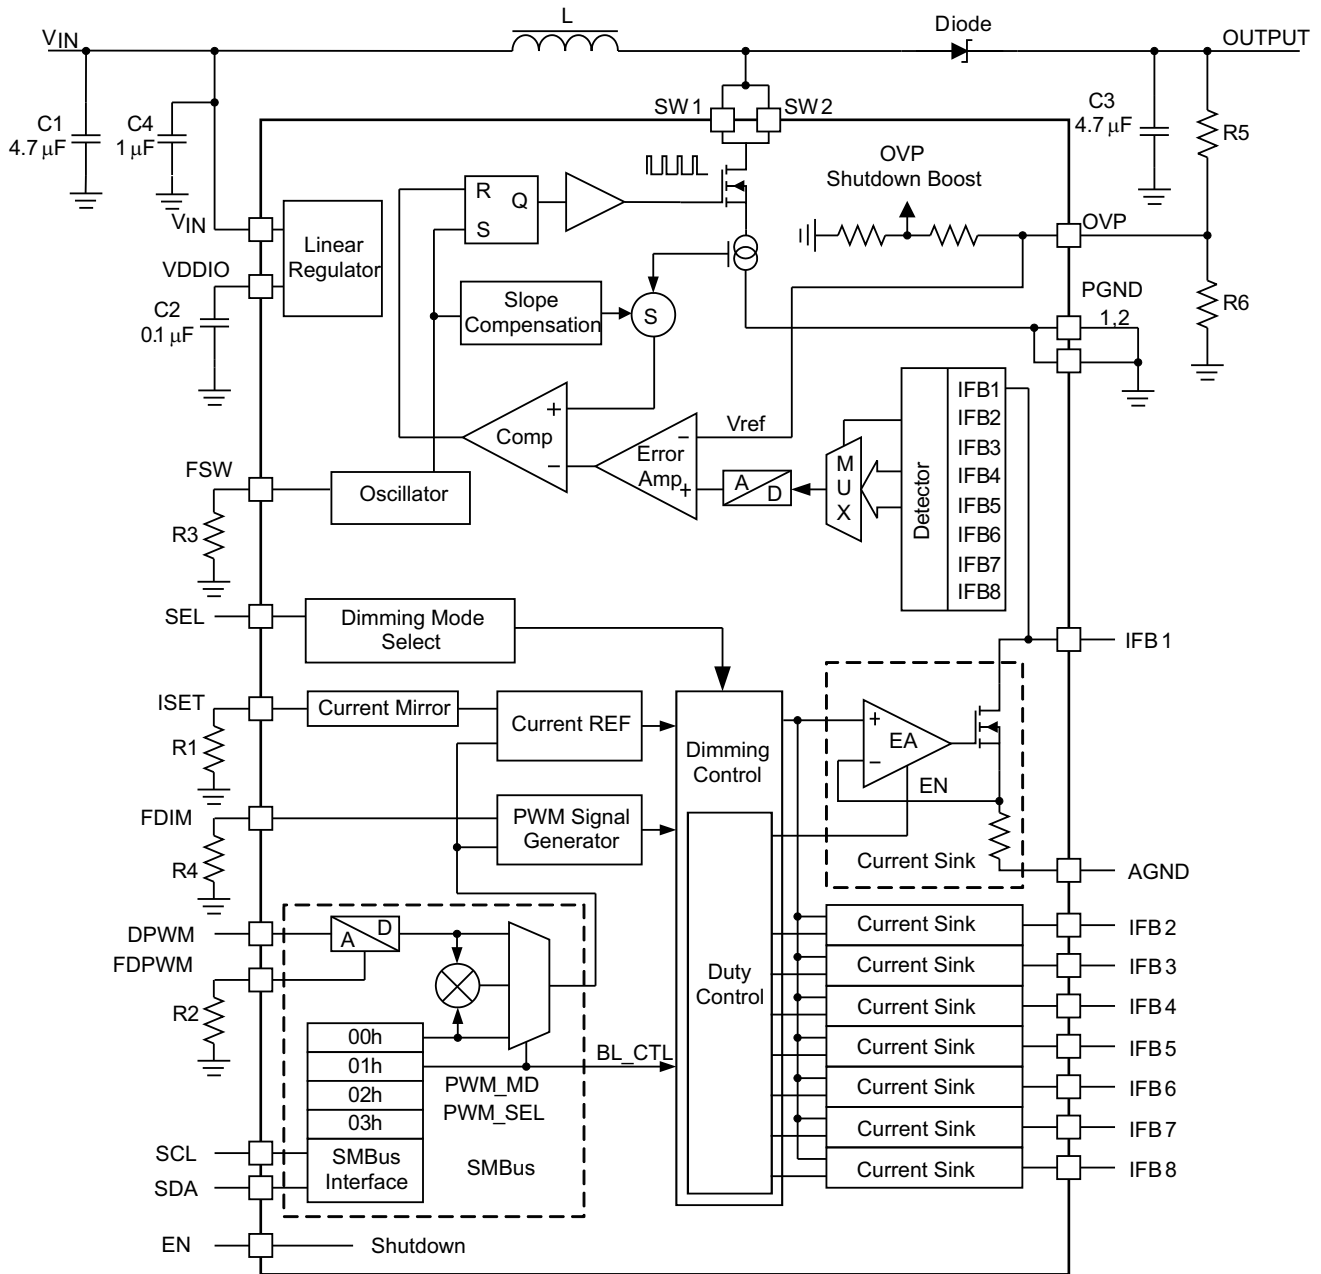 L
Diode
VIN
OUTPUT
SW1
SW2
C1
4.7 µF
C4
1 µF
C3
4.7 µF
R5
OVP
Shutdown Boost
R
Q
S
VIN
Linear
Regulator
OVP
VDDIO
C2
0.1 µF
Slope
Compensation
S
PGND
1,2
R6
IFB1
IFB2
IFB3
IFB4
IFB5
IFB6
IFB7
IFB8
Detector
+
Comp
−
Vref
−
Error
Amp
+
A
D
M
U
X
FSW
Oscillator
R3
SEL
Dimming Mode
Select
IFB1
ISET
Current Mirror
Current REF
R1
Dimming
Control
+
EA
−
EN
FDIM
PWM Signal
Generator
R4
Current Sink
AGND
DPWM
A
D
FDPWM
R2
Duty
Control
Current Sink
IFB2
Current Sink
IFB3
Current Sink
IFB4
Current Sink
IFB5
Current Sink
IFB6
Current Sink
IFB7
Current Sink
IFB8
00h
01h
02h
03h
BL_CTL
PWM_MD
PWM_SEL
SCL
SDA
SMBus
Interface
SMBus
EN
Shutdown